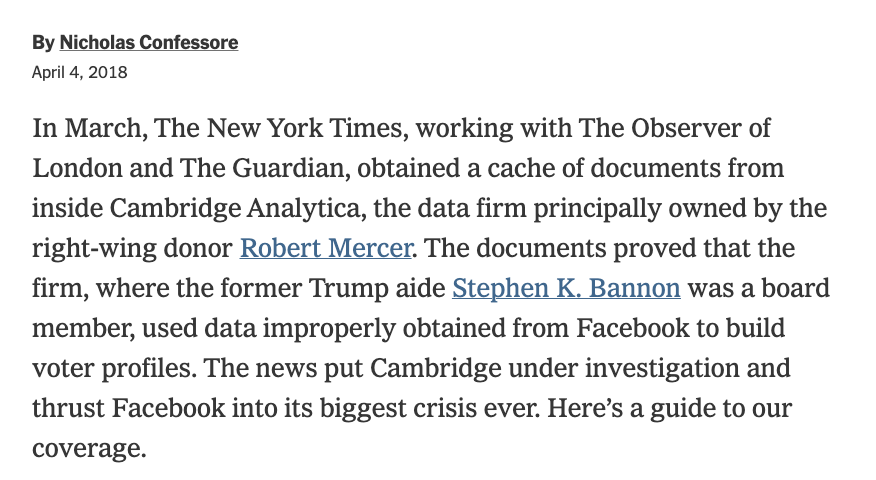 By Nicholas Confessore
April 4, 2018
In March, The New York Times, working with The Observer of
London and The Guardian, obtained a cache of documents from
inside Cambridge Analytica, the data firm principally owned by the
right-wing donor Robert Mercer. The documents proved that the
firm, where the former Trump aide Stephen K. Bannon was a board
member, used data improperly obtained from Facebook to build
voter profiles. The news put Cambridge under investigation and
thrust Facebook into its biggest crisis ever. Here’s a guide to our
coverage.